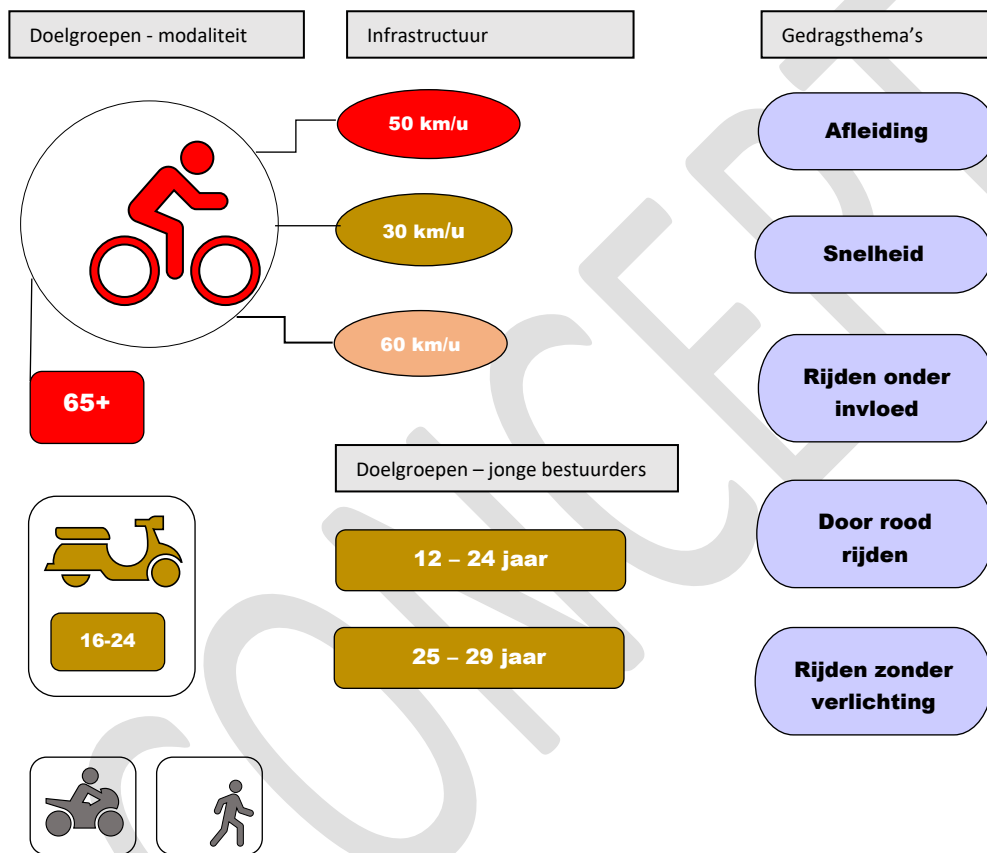 Doelgroepen - modaliteit
Infrastructuur
Gedragsthema's
50 km/u
30 km/u
60 km/u
65+
Afleiding
Snelheid
Rijden onder
invloed
Doelgroepen – jonge bestuurders
12 – 24 jaar
25 – 29 jaar
16-24
Door rood
rijden
Rijden zonder
verlichting
CONCEPT